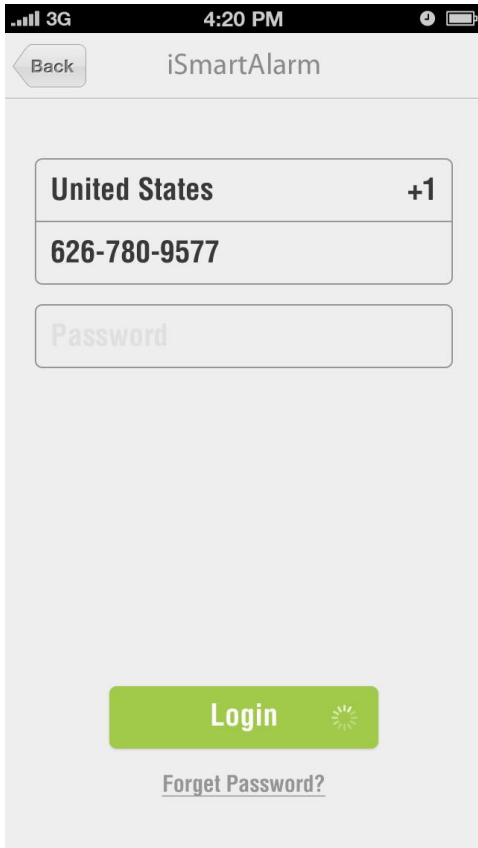 3G 4:20 PM
Back iSmartAlarm
United States +1
626-780-9577
Password
Login
Forget Password?